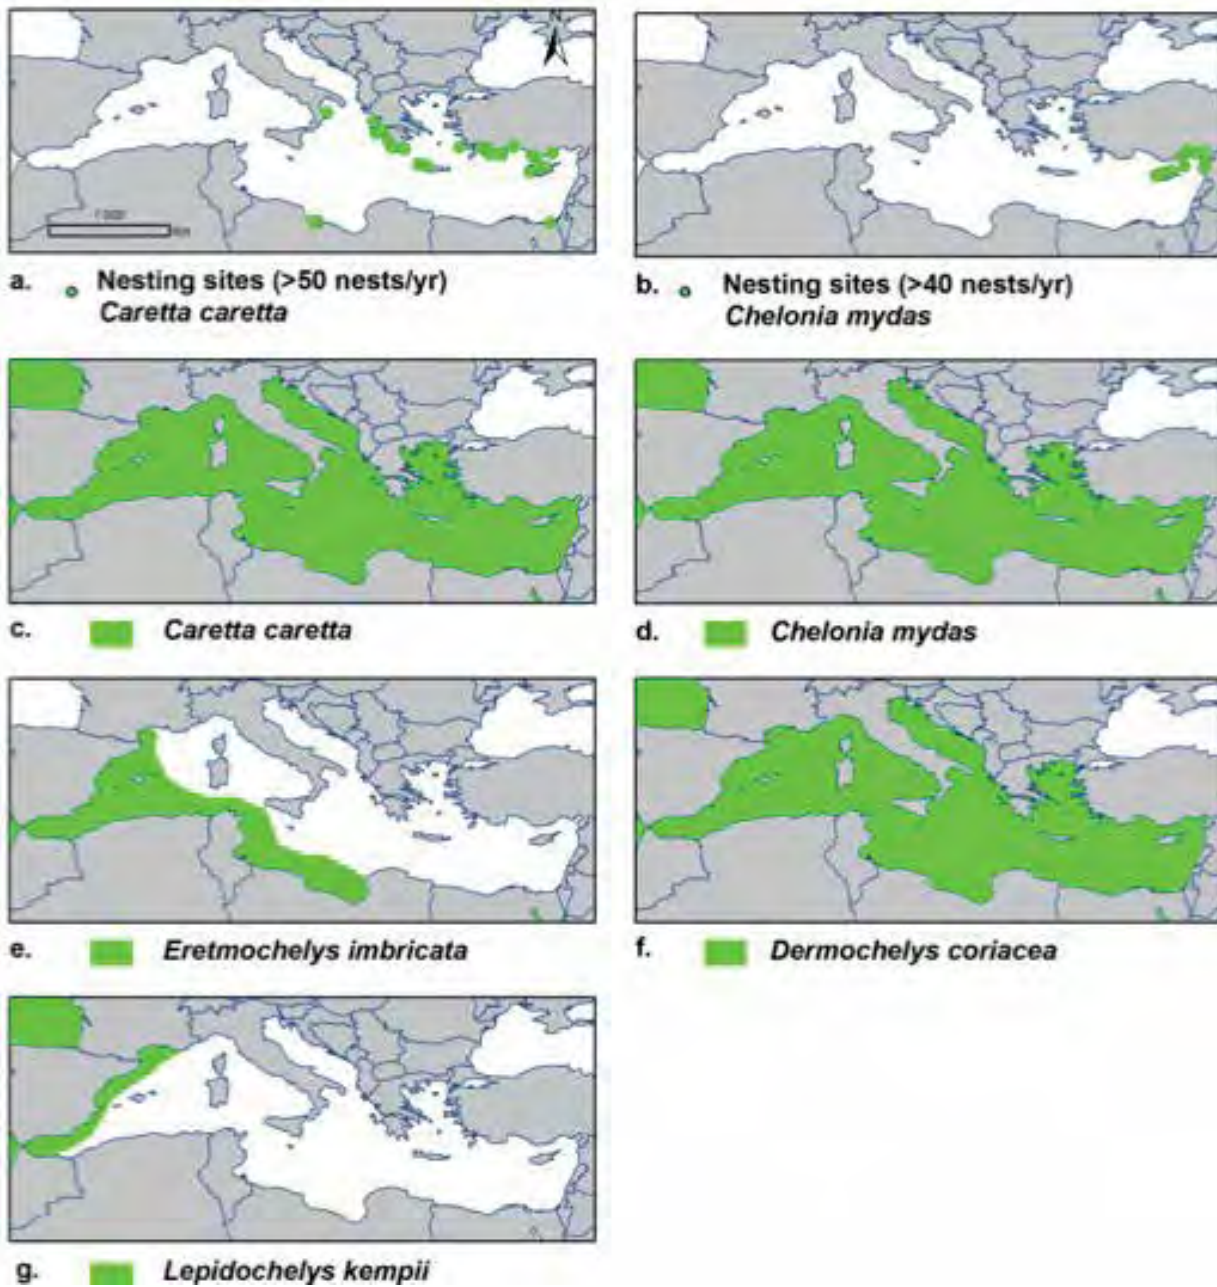 N
a. Nesting sites (>50 nests/yr)
Caretta caretta
b. Nesting sites (>40 nests/yr)
Chelonia mydas
c. Caretta caretta
d. Chelonia mydas
e. Eretmochelys imbricata
f. Dermochelys coriacea
g. Lepidochelys kempii